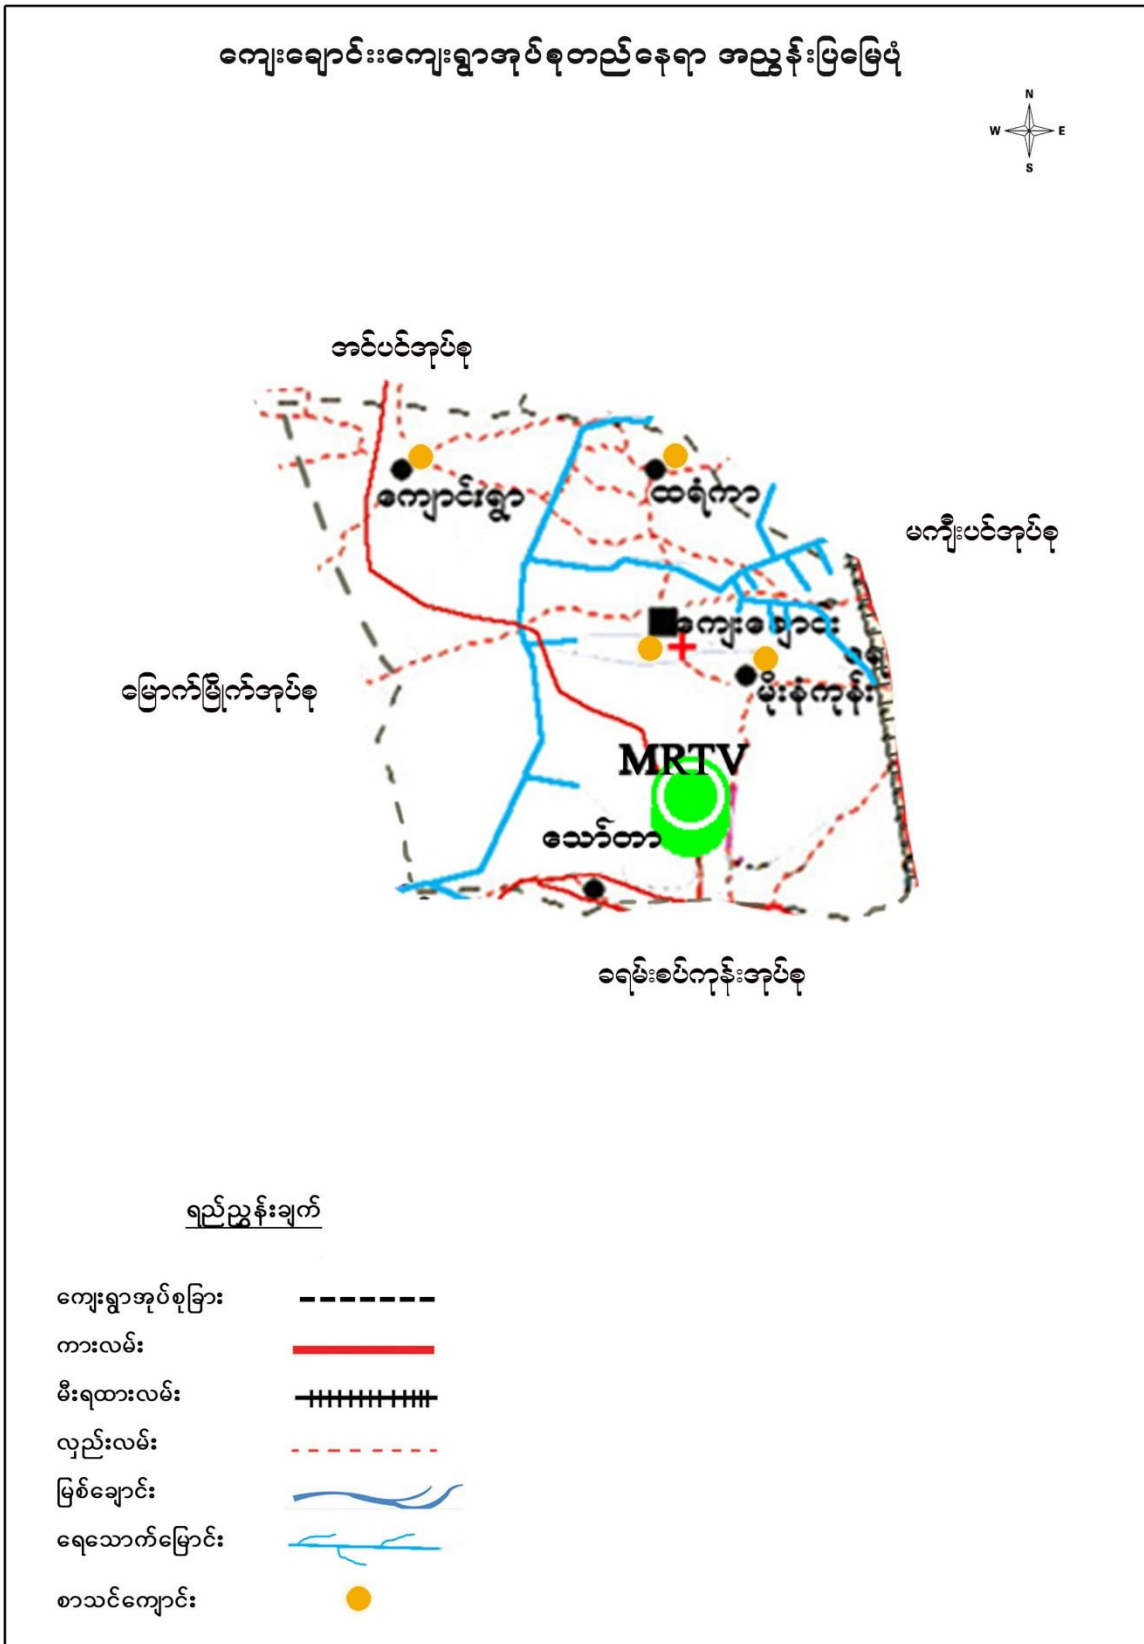 ကျေးချောင်းးကျေးရွာအုပ်စုတည်နေရာ အညွှန်းပြမြေပုံ
N
W E
S
အင်ပင်အုပ်စု
ကျောင်းရွာ
ထရံကာ
မကျီးပင်အုပ်စု
ကျေးချောင်း
မြောက်မြိုက်အုပ်စု
မိုးနံကုန်း
MRTV
သော်တာ
ခရမ်းစပ်ကုန်းအုပ်စု
ရည်ညွှန်းချက်
ကျေးရွာအုပ်စုခြား
ကားလမ်း
မီးရထားလမ်း
လှည်းလမ်း
မြစ်ချောင်း
ရေသောက်မြောင်း
စာသင်ကျောင်း